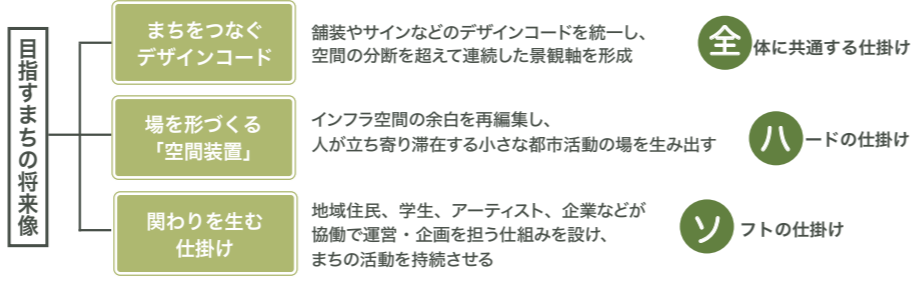 目指すまちの将来像
まちをつなぐ
デザインコード
舗装やサインなどのデザインコードを統一し、
空間の分断を超えて連続した景観軸を形成
全体に共通する仕掛け
場を形づくる
「空間装置」
インフラ空間の余白を再編集し、
人が立ち寄り滞在する小さな都市活動の場を生み出す
ハードの仕掛け
関わりを生む
仕掛け
地域住民、学生、アーティスト、企業などが
協働で運営・企画を担う仕組みを設け、
まちの活動を持続させる
ソフトの仕掛け